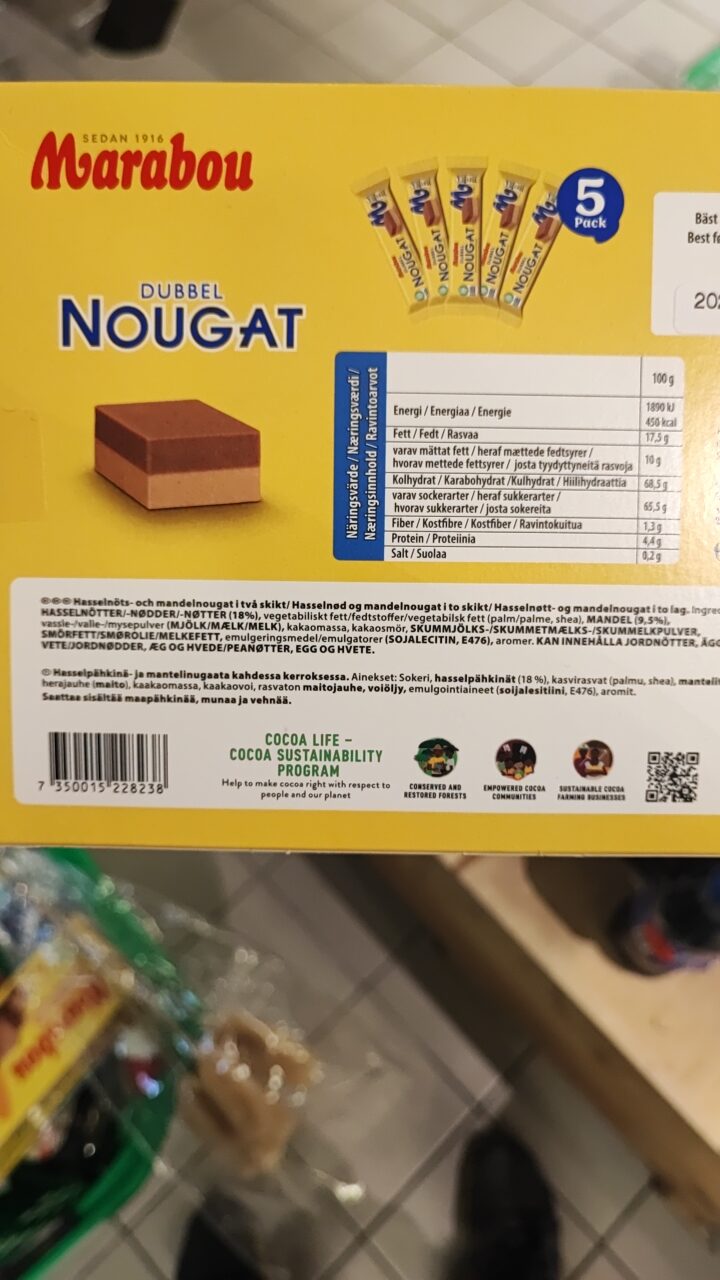 SEDAN 1916
Marabou
5
Pack
DUBBEL
NOUGAT
NOUGAT
NOUGAT
NOUGAT
NOUGAT
NOUGAT
Bäst
Best fø
202
Näringsvärde / Næringsværdi /
Næringsinnhold / Ravintoarvot
100 g
Energi / Energiaa / Energie 1890 kJ
450 kcal
Fett / Fedt / Rasvaa 17,5 g
varav mättat fett / heraf mættede fedtsyrer /
hvorav mettede fettsyrer / josta tyydyttyneitä rasvoja 10 g
Kolhydrat / Karabohydrat /Kulhydrat / Hiilihydraattia 68,5 g
varav sockerarter / heraf sukkerarter /
hvorav sukkerarter / josta sokereita 65,5 g
Fiber / Kostfibre / Kostfiber / Ravintokuitua 1,3 g
Protein / Proteiinia 4,4 g
Salt / Suolaa 0,2 g
Hasselnöts- och mandelnougat i två skikt/ Hasselnød og mandelnougat i to skikt/ Hasselnøtt- og mandelnougat i to lag. Ingre
HASSELNÖTTER/-NØDDER/-NØTTER (18%), vegetabiliskt fett/fedtstoffer/vegetabilsk fett (palm/palme, shea), MANDEL (9,5%),
vassle-/valle-/mysepulver (MJÖLK/MÆLK/MELK), kakaomassa, kakaosmör, SKUMMJÖLKS-/SKUMMETMÆLKS-/SKUMMELKPULVER,
SMÖRFETT/SMØROLIE/MELKEFETT, emulgeringsmedel/emulgatorer (SOJALECITIN, E476), aromer. KAN INNEHÅLLA JORDNÖTTER, ÄGG
VETE/JORDNØDDER, ÆG OG HVEDE/PEANØTTER, EGG OG HVETE.
Hasselpähkinä- ja mantelinugaata kahdessa kerroksessa. Ainekset: Sokeri, hasselpähkinät (18 %), kasvirasvat (palmu, shea), mantelit
herajauhe (maito), kaakaomassa, kaakaovoi, rasvaton maitojauhe, voiöljy, emulgointiaineet (soijalesitiini, E476), aromit.
Saattaa sisältää maapähkinää, munaa ja vehnää.
7 350015 228238
COCOA LIFE –
COCOA SUSTAINABILITY
PROGRAM
Help to make cocoa right with respect to
people and our planet
CONSERVED AND
RESTORED FORESTS
EMPOWERED COCOA
COMMUNITIES
SUSTAINABLE COCOA
FARMING BUSINESSES
Marabou